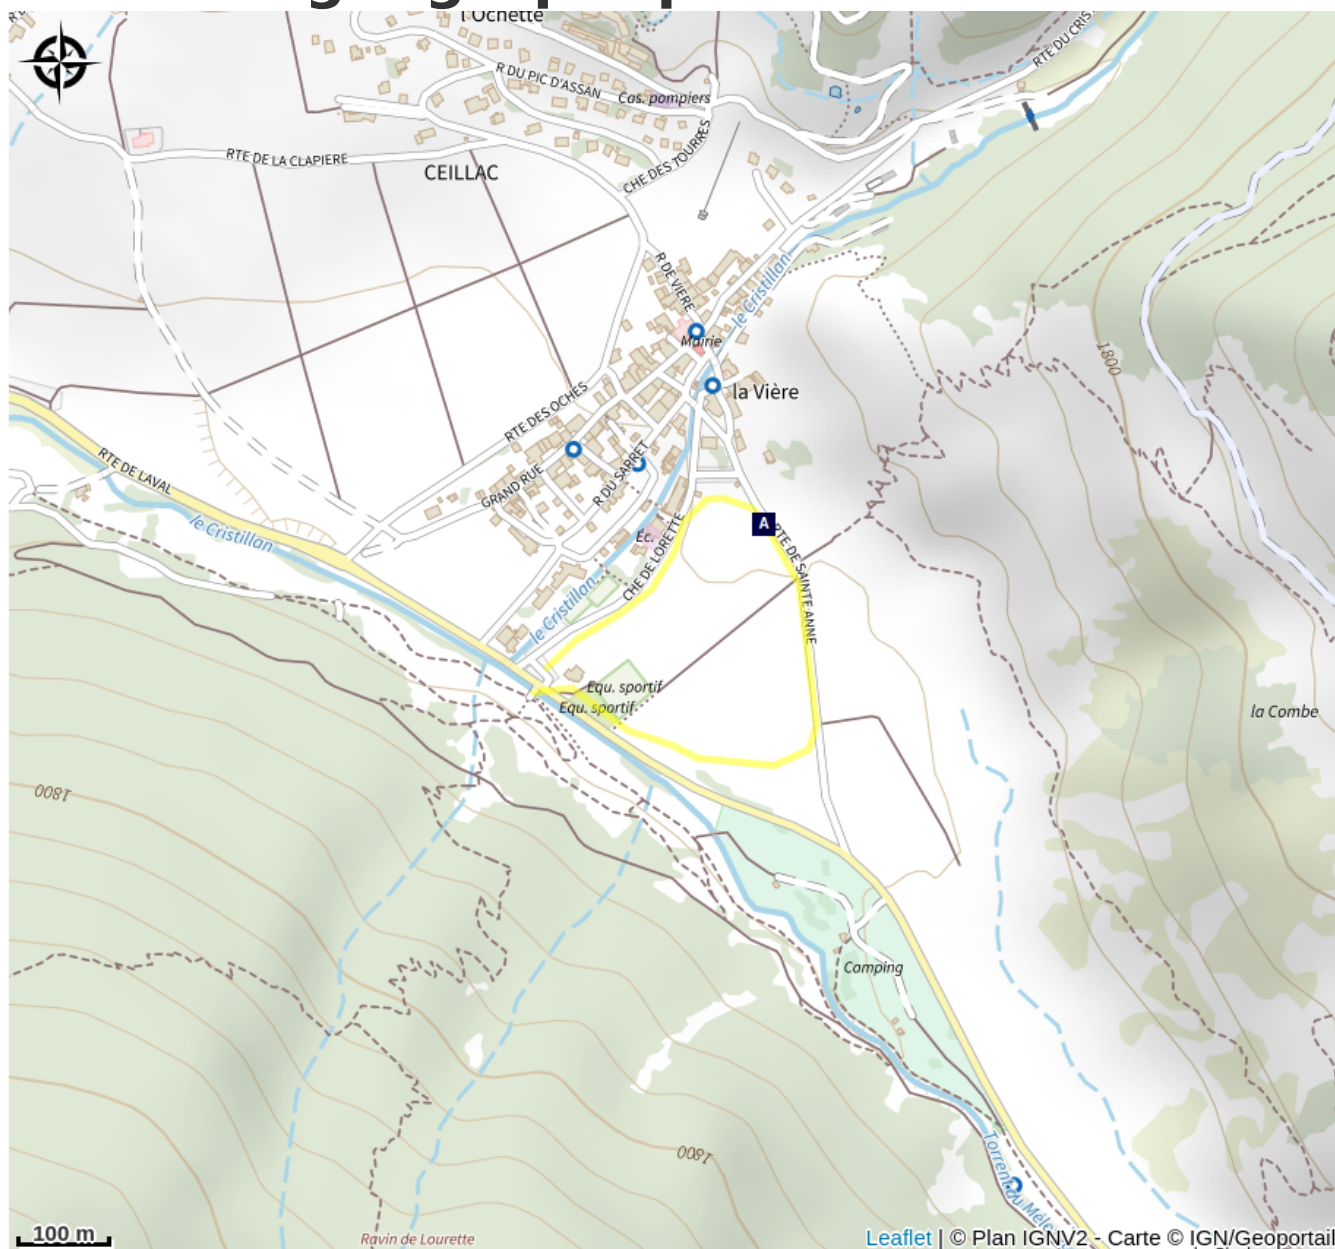 l'Ochette
RTE DU CRIS
R DU PIC D'ASSAN
Cas. pompiers
RTE DE LA CLAPIERE
CHE DES TOURRES
CEILLAC
R DE VIERE
le Cristillan
Mairie
la Vière
RTE DES OCHES
RTE DE LAVAL
GRAND RUE
R DU SARRET
le Cristillan
A
Ec.
CHE DE LORETTE
RTE DE SAINTE ANNE
le Cristillan
1800
Equ. sportif
Equ. sportif
la Combe
1800
Camping
1800
Torrent du Méle
Ravin de Lourette
100 m
Leaflet | © Plan IGNV2 - Carte © IGN/Geoportail